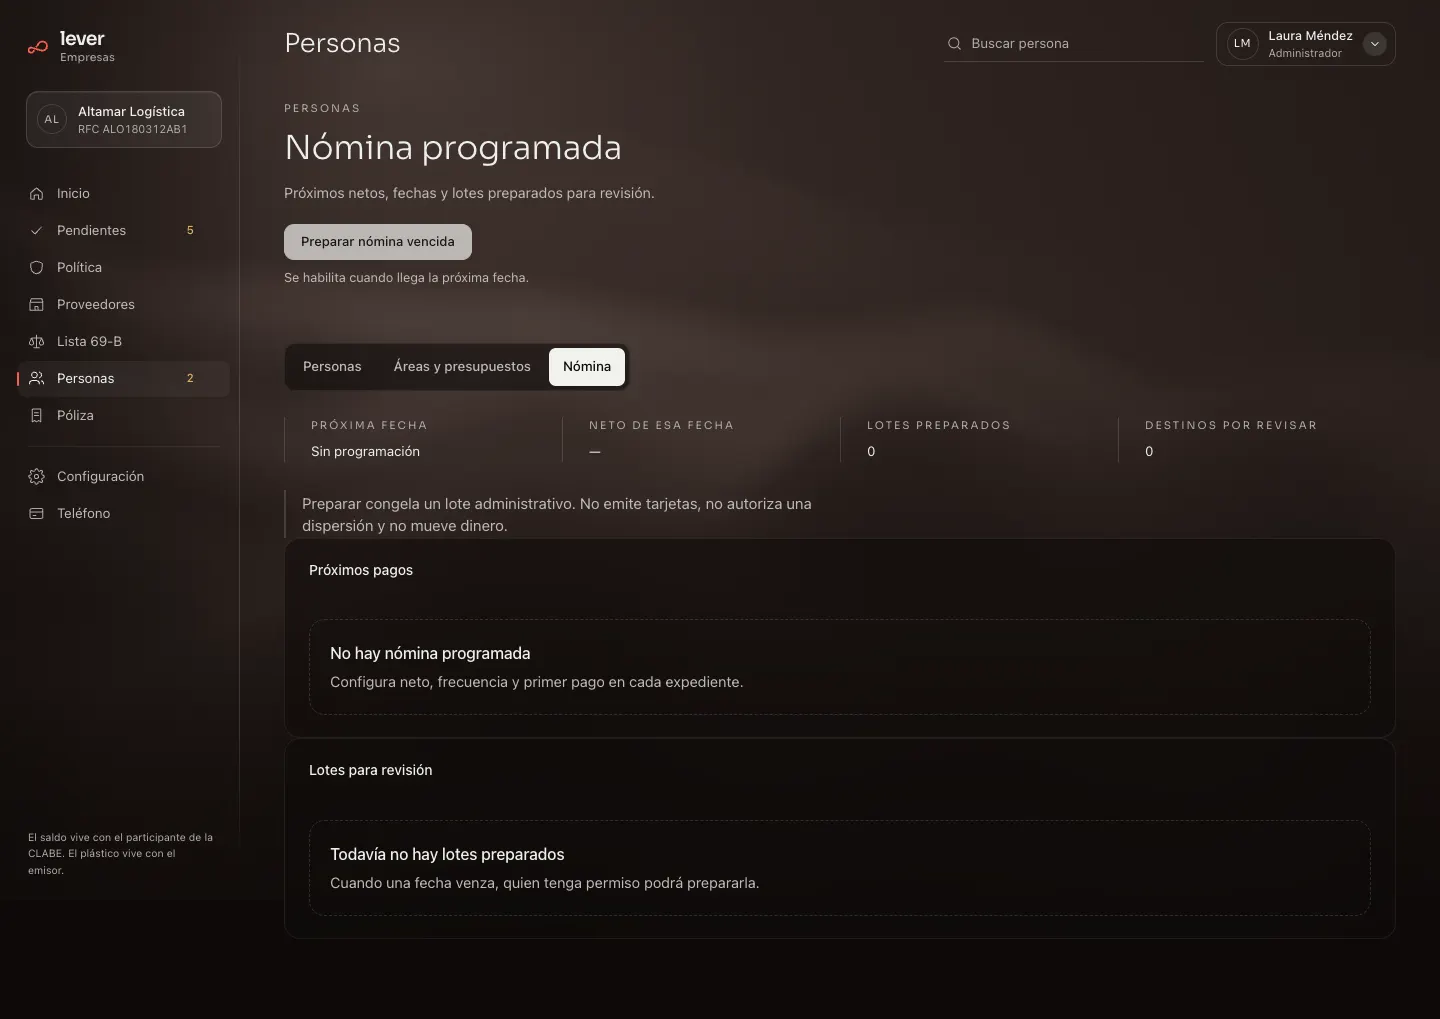 lever
Empresas
AL
Altamar Logística
RFC ALO180312AB1
Inicio
Pendientes 5
Política
Proveedores
Lista 69-B
Personas 2
Póliza
Configuración
Teléfono
El saldo vive con el participante de la
CLABE. El plástico vive con el
emisor.
Personas
Buscar persona
LM
Laura Méndez
Administrador
PERSONAS
Nómina programada
Próximos netos, fechas y lotes preparados para revisión.
Preparar nómina vencida
Se habilita cuando llega la próxima fecha.
Personas Áreas y presupuestos Nómina
PRÓXIMA FECHA
Sin programación
NETO DE ESA FECHA
—
LOTES PREPARADOS
0
DESTINOS POR REVISAR
0
Preparar congela un lote administrativo. No emite tarjetas, no autoriza una
dispersión y no mueve dinero.
Próximos pagos
No hay nómina programada
Configura neto, frecuencia y primer pago en cada expediente.
Lotes para revisión
Todavía no hay lotes preparados
Cuando una fecha venza, quien tenga permiso podrá prepararla.